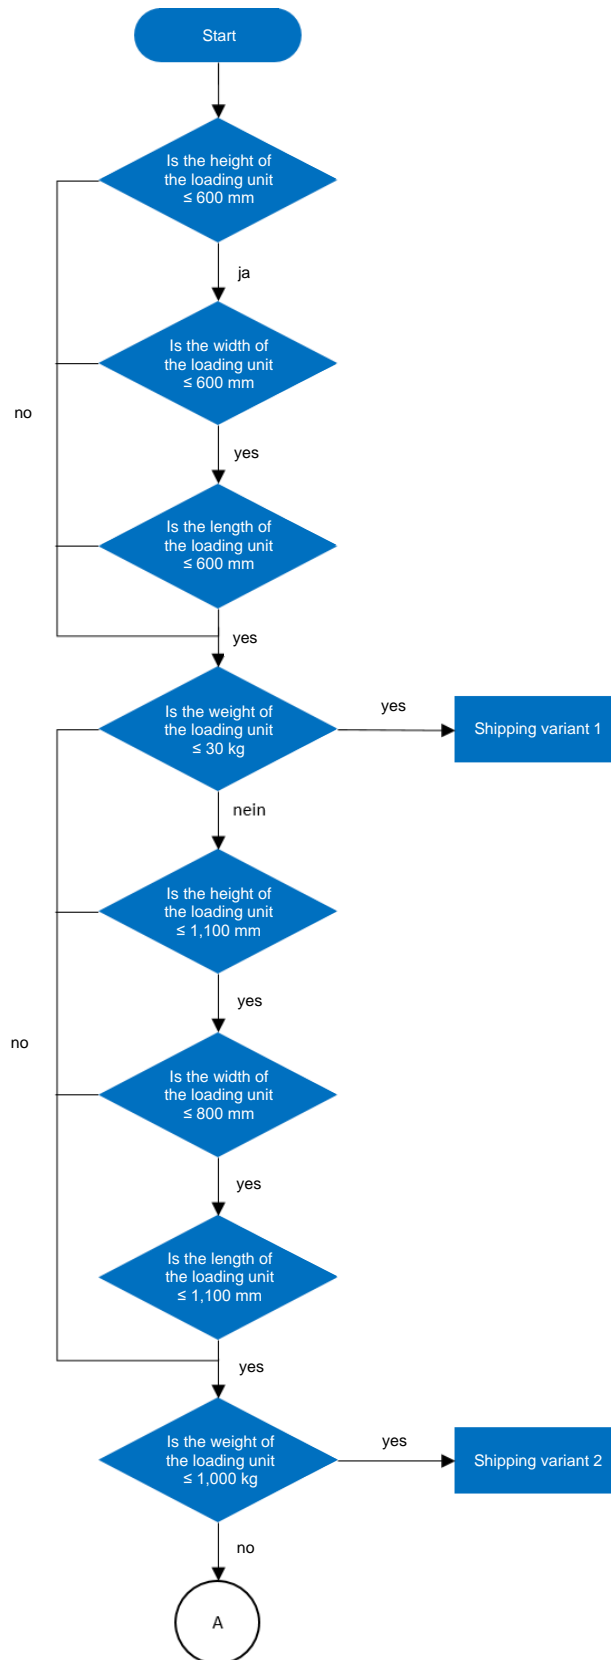 Start
Is the height of
the loading unit
≤ 600 mm
ja
Is the width of
the loading unit
≤ 600 mm
no
yes
Is the length of
the loading unit
≤ 600 mm
yes
Is the weight of
the loading unit
≤ 30 kg
yes
Shipping variant 1
nein
Is the height of
the loading unit
≤ 1,100 mm
yes
no
Is the width of
the loading unit
≤ 800 mm
yes
Is the length of
the loading unit
≤ 1,100 mm
yes
Is the weight of
the loading unit
≤ 1,000 kg
yes
Shipping variant 2
no
A